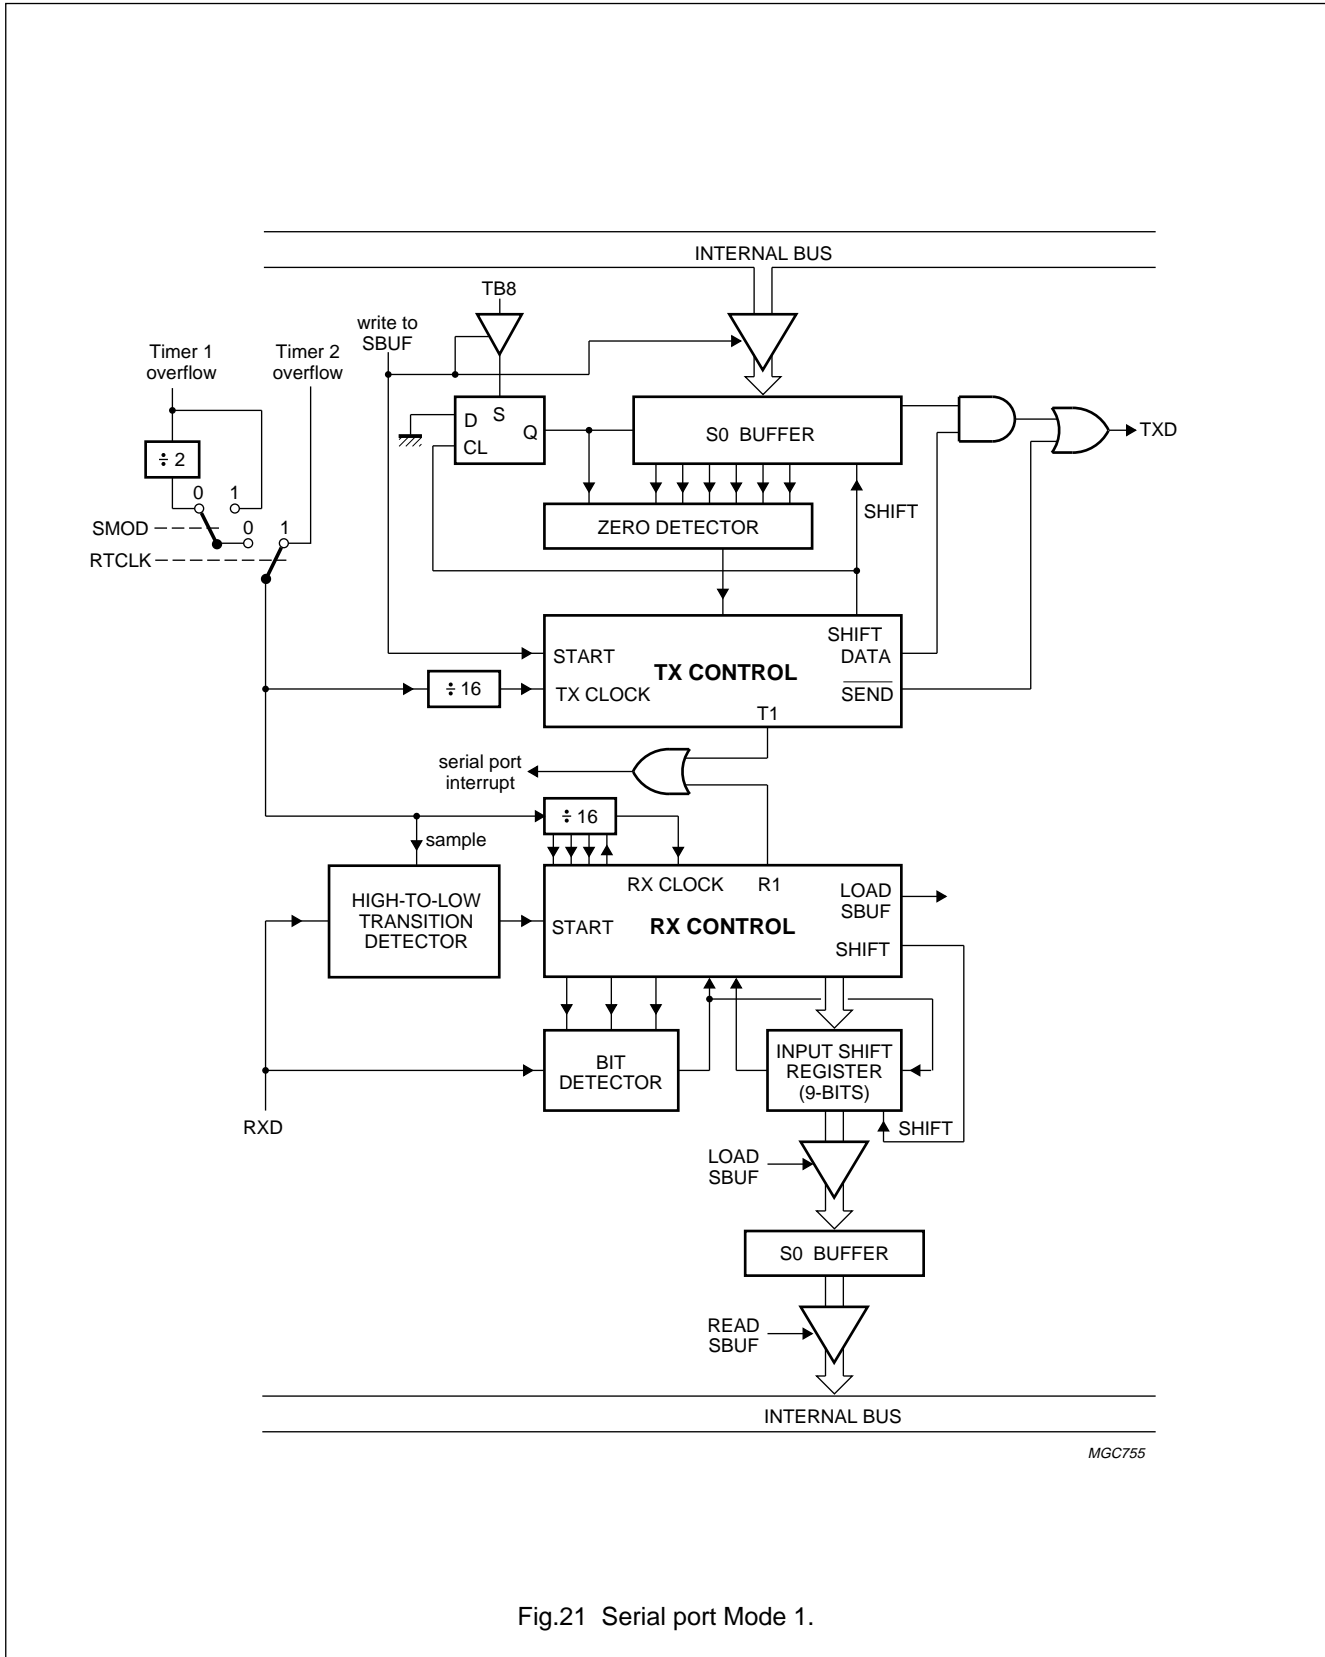 INTERNAL BUS
TB8
write to
SBUF
Timer 1
overflow
Timer 2
overflow
D
S
Q
CL
S0 BUFFER
TXD
÷ 2
0
1
SMOD
0
1
RTCLK
ZERO DETECTOR
SHIFT
START
TX CONTROL
SHIFT
DATA
÷ 16
TX CLOCK
SEND
T1
serial port
interrupt
÷ 16
sample
RX CLOCK
R1
LOAD
SBUF
HIGH-TO-LOW
TRANSITION
DETECTOR
START
RX CONTROL
SHIFT
BIT
DETECTOR
INPUT SHIFT
REGISTER
(9-BITS)
RXD
SHIFT
LOAD
SBUF
S0 BUFFER
READ
SBUF
INTERNAL BUS
MGC755
Fig.21 Serial port Mode 1.